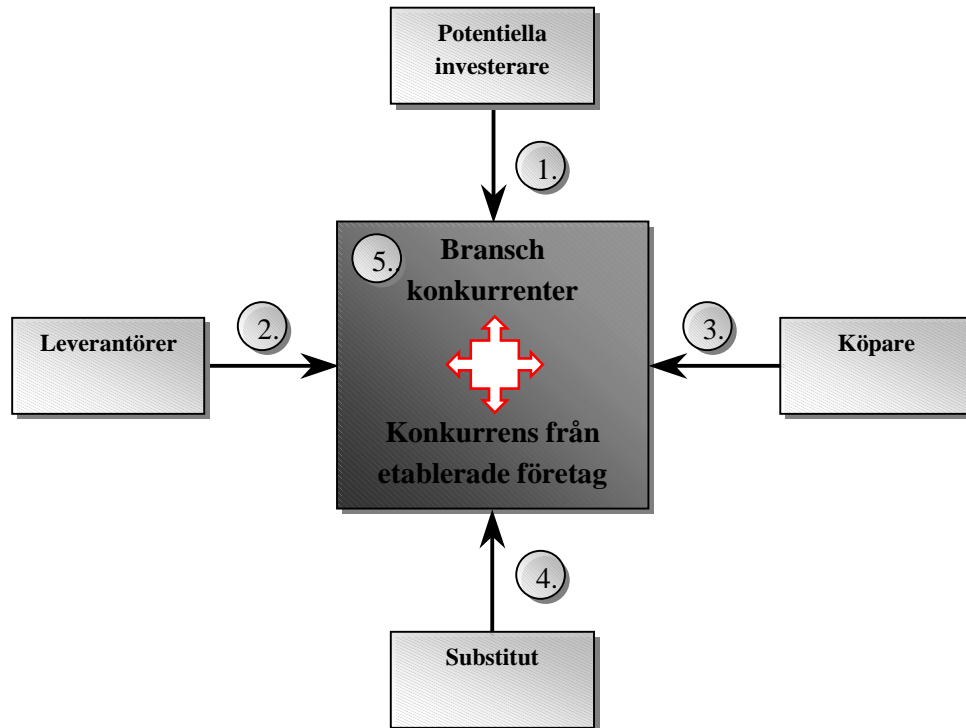 Potentiella
investerare
1.
5..
Bransch
konkurrenter
Leverantörer
2.
3.
Köpare
Konkurrens från
etablerade företag
4.
Substitut